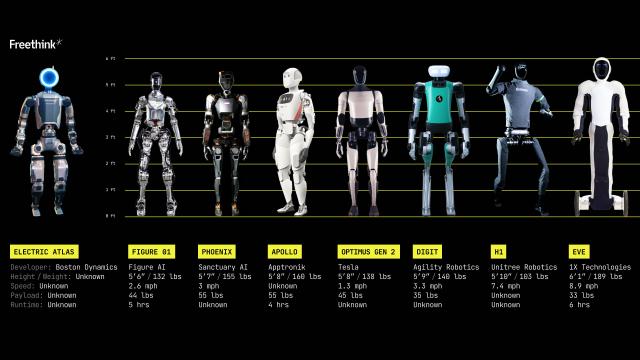 Freethink*
6 FT
5 FT
4 FT
3 FT
2 FT
1 FT
0 FT
ELECTRIC ATLAS
Developer: Boston Dynamics
Height/Weight: Unknown
Speed: Unknown
Payload: Unknown
Runtime: Unknown
FIGURE 01
Figure AI
5'6"/132 lbs
2.6 mph
44 lbs
5 hrs
PHOENIX
Sanctuary AI
5'7"/155 lbs
3 mph
55 lbs
Unknown
APOLLO
Apptronik
5'8"/160 lbs
Unknown
55 lbs
4 hrs
OPTIMUS GEN 2
Tesla
5'8"/138 lbs
1.3 mph
45 lbs
Unknown
DIGIT
Agility Robotics
5'9"/140 lbs
3.3 mph
35 lbs
Unknown
H1
Unitree Robotics
5'10"/103 lbs
7.4 mph
Unknown
Unknown
EVE
1X Technologies
6'1"/189 lbs
8.9 mph
33 lbs
6 hrs